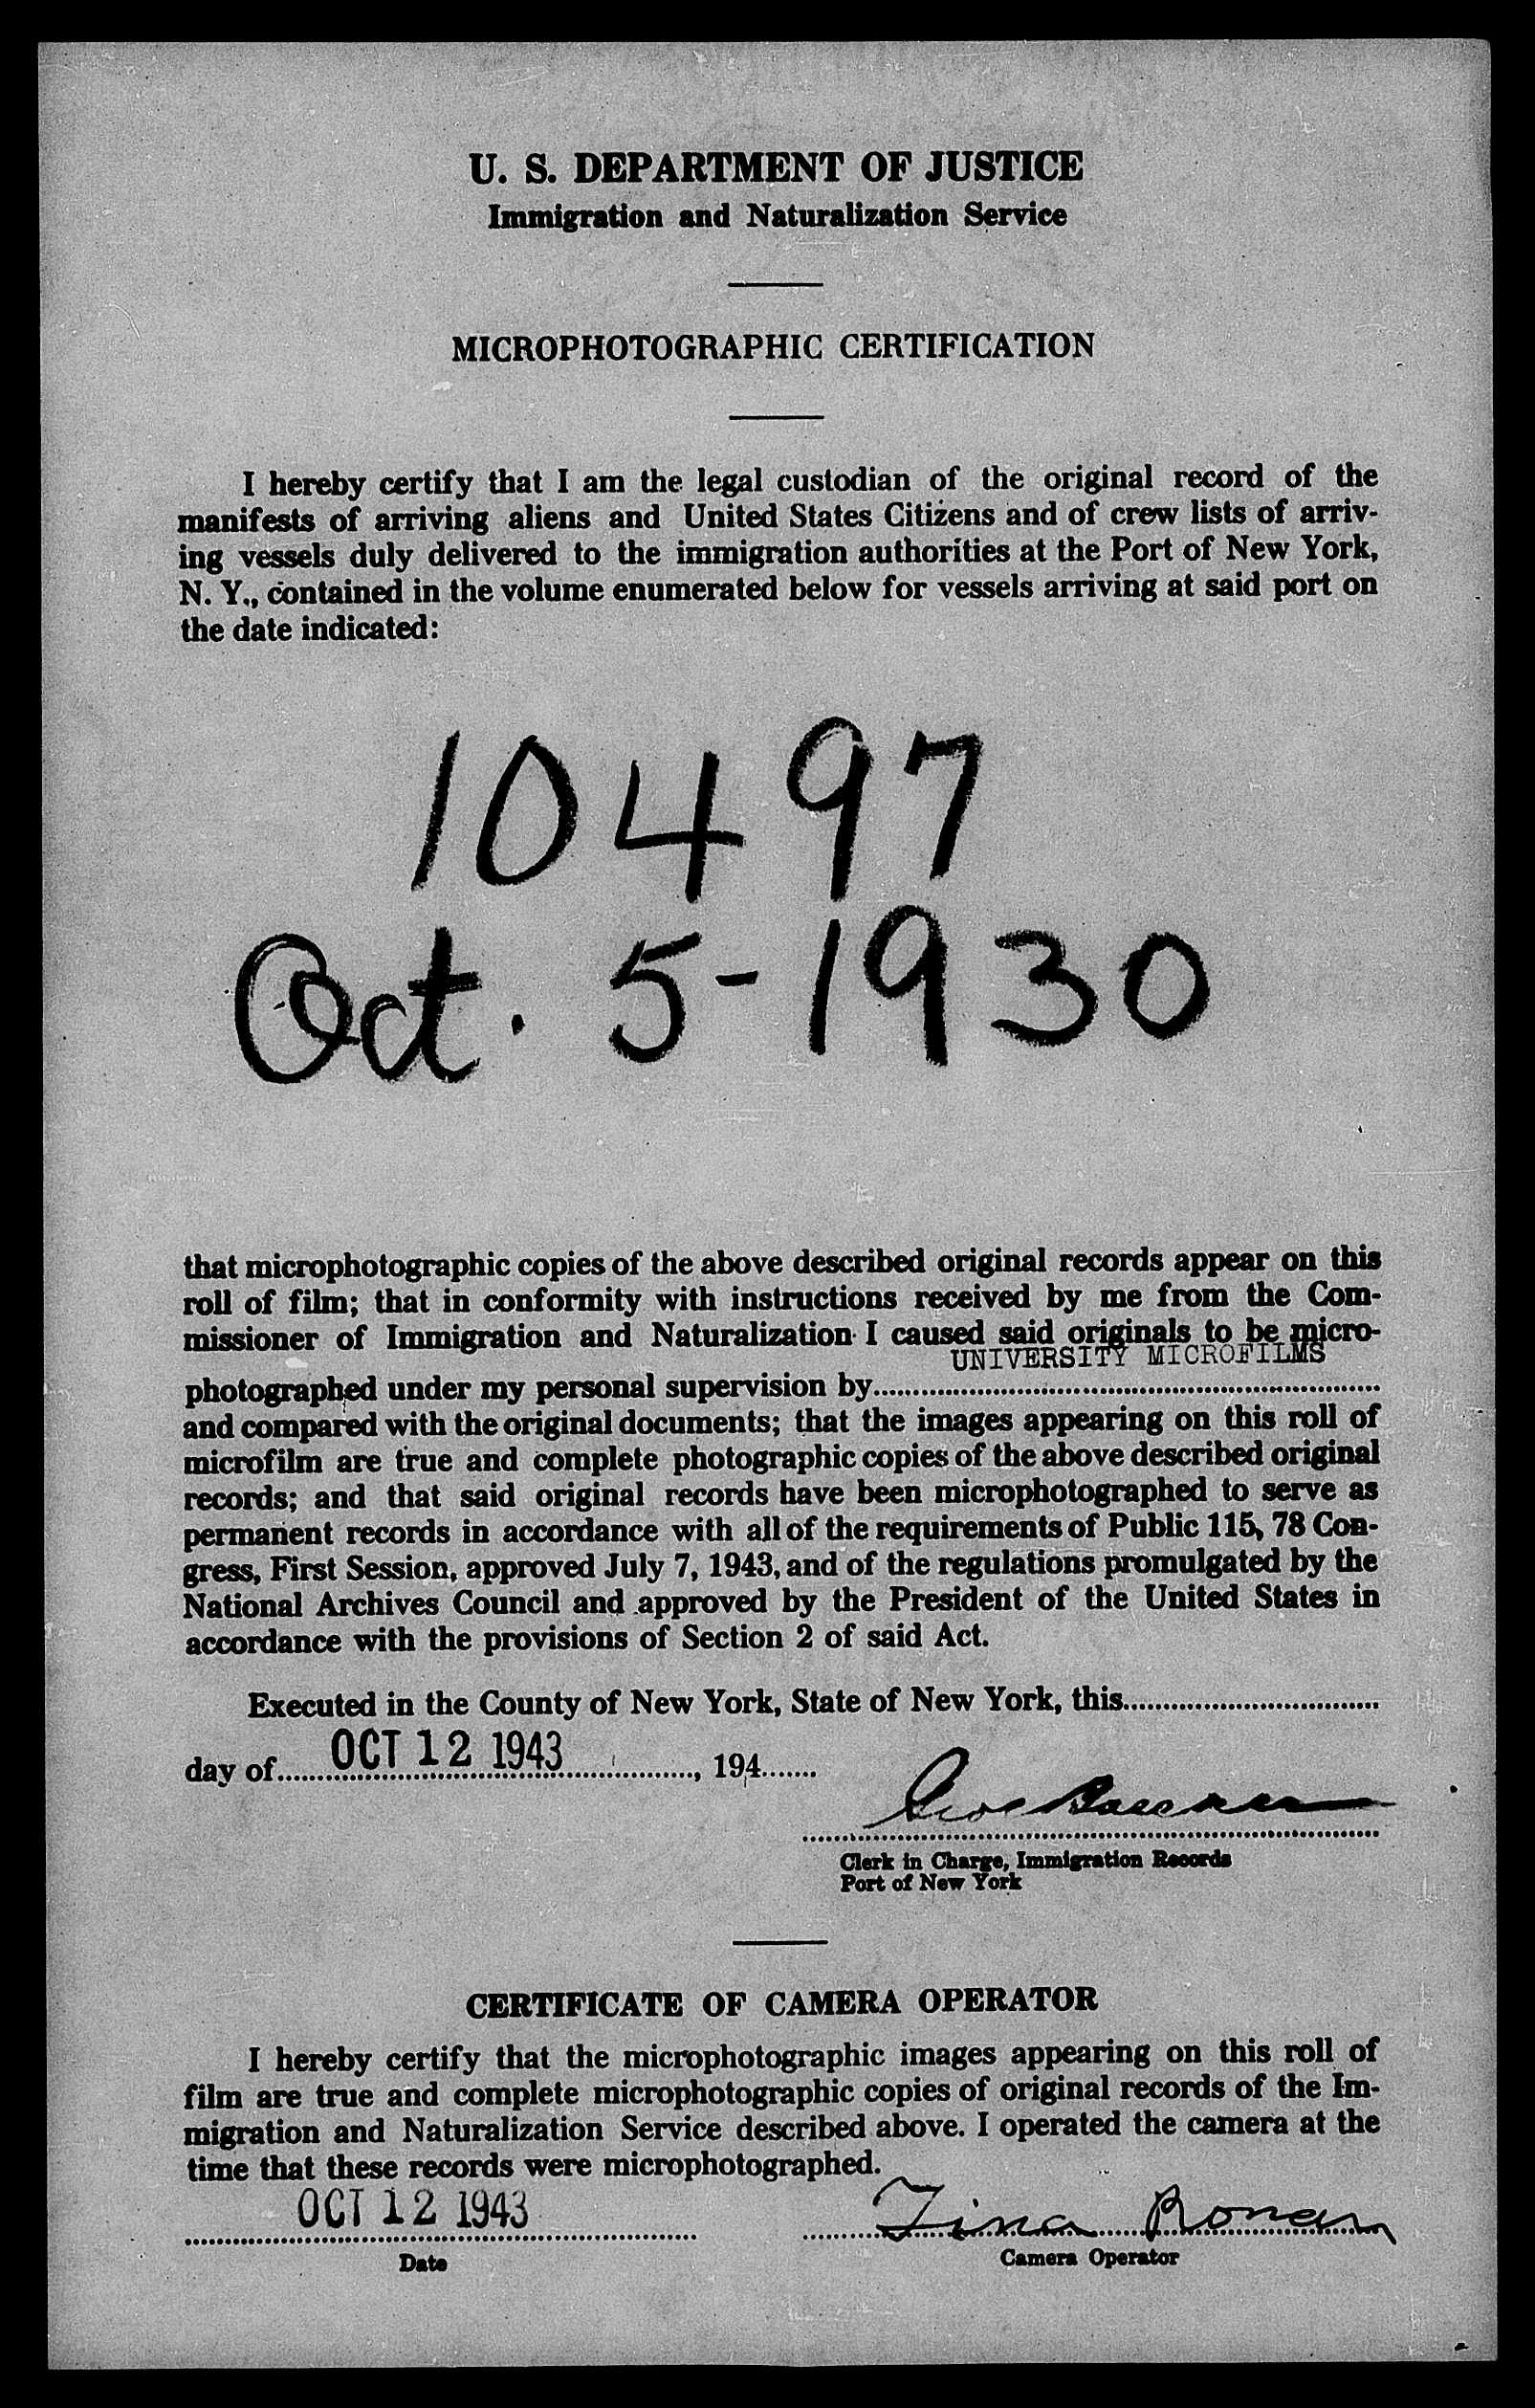 U. S. DEPARTMENT OF JUSTICE
Immigration and Naturalization Service
MICROPHOTOGRAPHIC CERTIFICATION
I hereby certify that I am the legal custodian of the original record of the
manifests of arriving aliens and United States Citizens and of crew lists of arriv-
ing vessels duly delivered to the immigration authorities at the Port of New York,
N. Y., contained in the volume enumerated below for vessels arriving at said port on
the date indicated:
10497
Oct. 5-1930
that microphotographic copies of the above described original records appear on this
roll of film; that in conformity with instructions received by me from the Com-
missioner of Immigration and Naturalization I caused said originals to be micro-
UNIVERSITY MICROFILMS
photographed under my personal supervision by
and compared with the original documents; that the images appearing on this roll of
microfilm are true and complete photographic copies of the above described original
records; and that said original records have been microphotographed to serve as
permanent records in accordance with all of the requirements of Public 115, 78 Con-
gress, First Session, approved July 7, 1943, and of the regulations promulgated by the
National Archives Council and approved by the President of the United States in
accordance with the provisions of Section 2 of said Act.
Executed in the County of New York, State of New York, this
day of OCT 12 1943, 194
Clerk in Charge, Immigration Records
Port of New York
CERTIFICATE OF CAMERA OPERATOR
I hereby certify that the microphotographic images appearing on this roll of
film are true and complete microphotographic copies of original records of the Im-
migration and Naturalization Service described above. I operated the camera at the
time that these records were microphotographed.
OCT 12 1943 Tina Ronan
Date Camera Operator